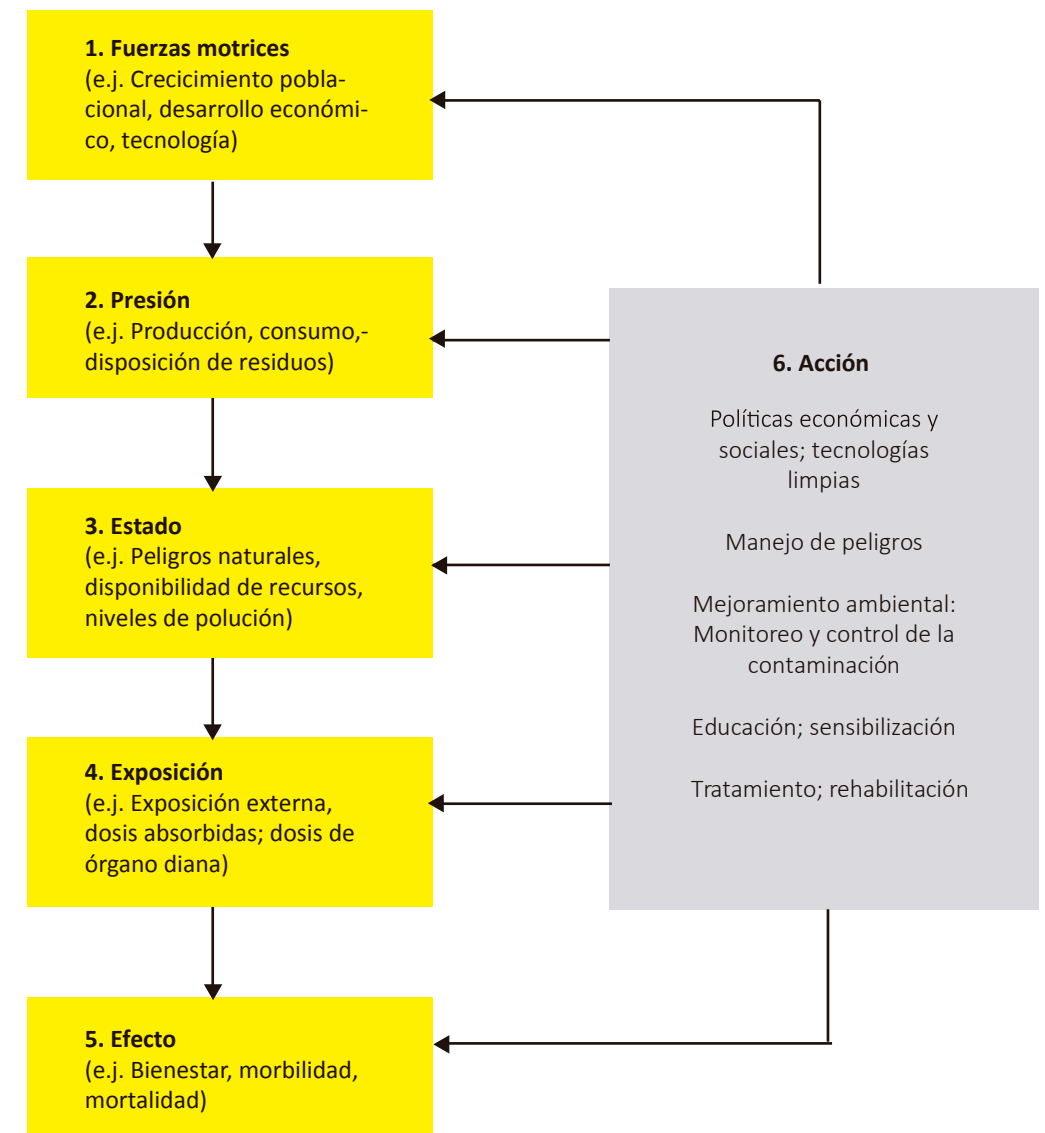 1. Fuerzas motrices
(e.j. Crecicimiento pobla-
cional, desarrollo económi-
co, tecnología)
2. Presión
(e.j. Producción, consumo,-
disposición de residuos)
3. Estado
(e.j. Peligros naturales,
disponibilidad de recursos,
niveles de polución)
4. Exposición
(e.j. Exposición externa,
dosis absorbidas; dosis de
órgano diana)
5. Efecto
(e.j. Bienestar, morbilidad,
mortalidad)
6. Acción
Políticas económicas y
sociales; tecnologías
limpias
Manejo de peligros
Mejoramiento ambiental:
Monitoreo y control de la
contaminación
Educación; sensibilización
Tratamiento; rehabilitación